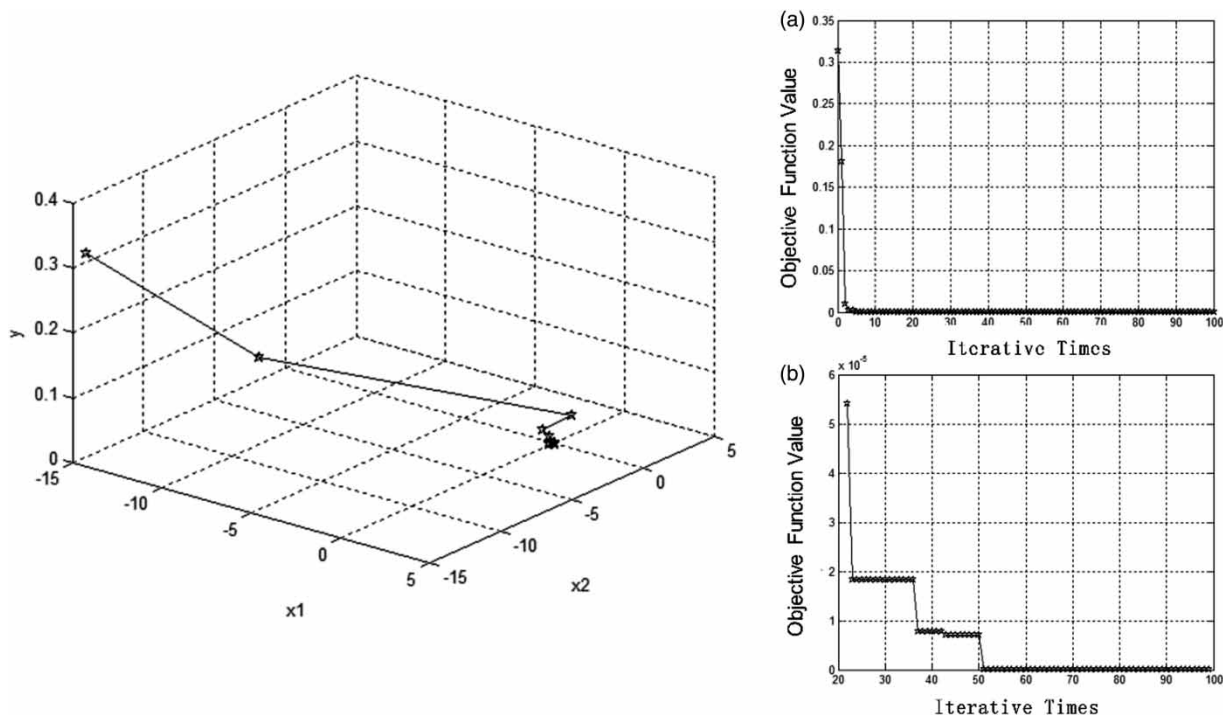 0.4
0.3
0.2
0.1
0
y
-15
-10
-5
0
5
x1
-15
-10
-5
0
5
x2
(a)
0.35
0.3
0.25
0.2
0.15
0.1
0.05
0
Objective Function Value
0 10 20 30 40 50 60 70 80 90 100
Iterative Times
(b)
x 10-5
6
5
4
3
2
1
0
Objective Function Value
20 30 40 50 60 70 80 90 100
Iterative Times